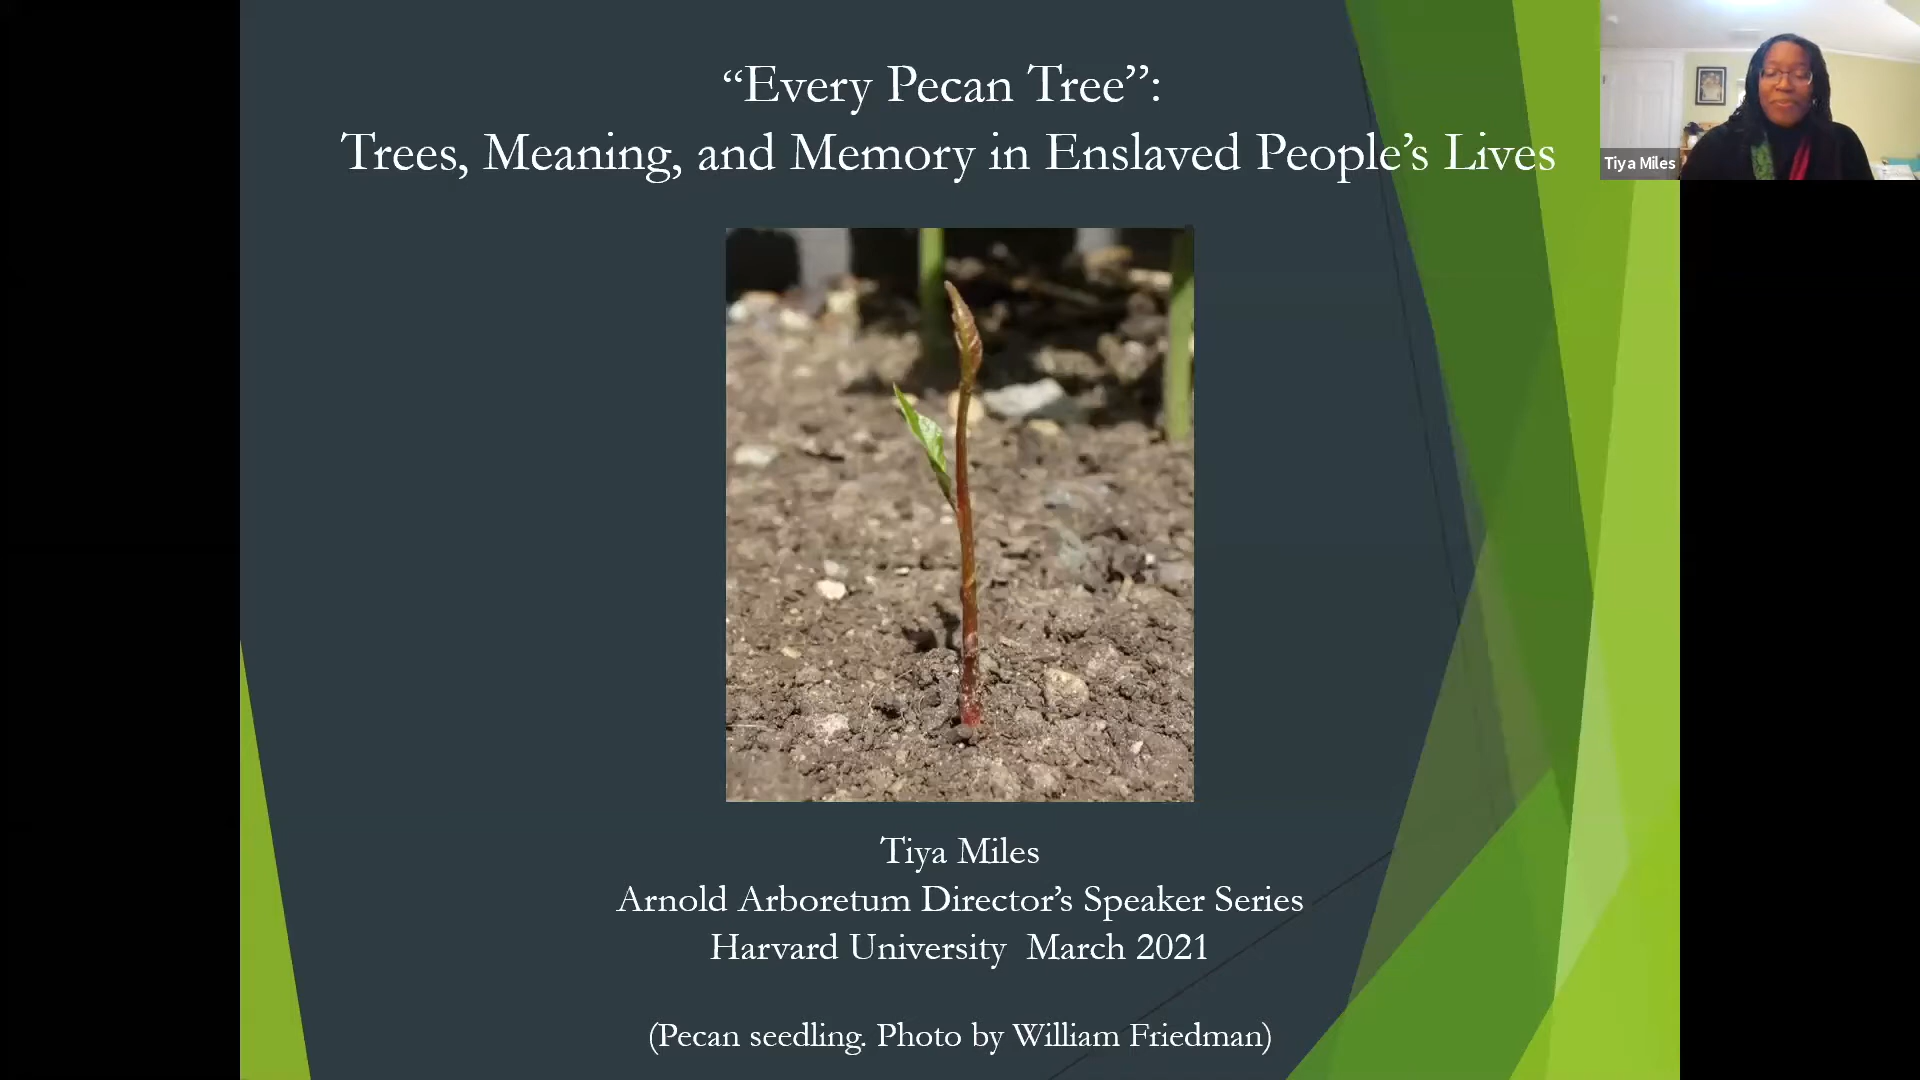 “Every Pecan Tree”:
Trees, Meaning, and Memory in Enslaved People’s Lives
Tiya Miles
Tiya Miles
Arnold Arboretum Director’s Speaker Series
Harvard University  March 2021
(Pecan seedling. Photo by William Friedman)